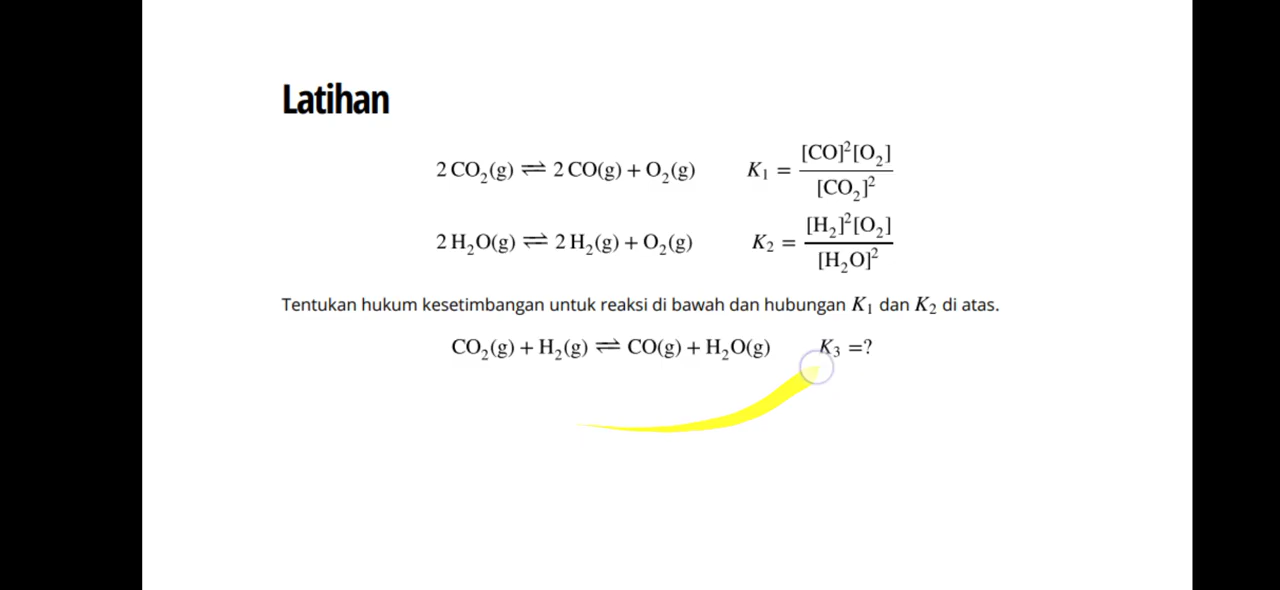 Latihan
2 CO₂(g) ⇌ 2 CO(g) + O₂(g) K₁ = [CO]²[O₂] / [CO₂]²
2 H₂O(g) ⇌ 2 H₂(g) + O₂(g) K₂ = [H₂]²[O₂] / [H₂O]²
Tentukan hukum kesetimbangan untuk reaksi di bawah dan hubungan K₁ dan K₂ di atas.
CO₂(g) + H₂(g) ⇌ CO(g) + H₂O(g) K₃ =?